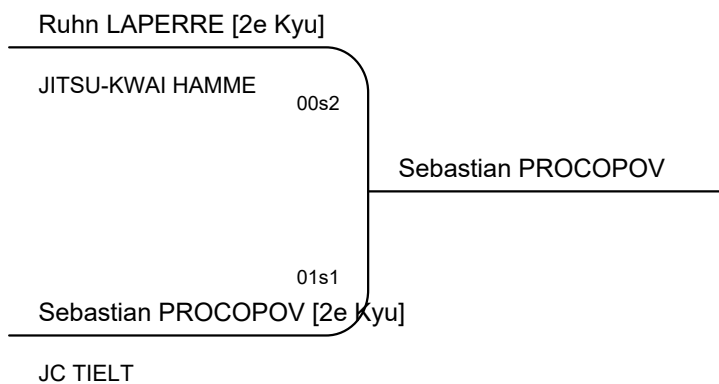 Ruhn LAPERRE [2e Kyu]
JITSU-KWAI HAMME
00s2
Sebastian PROCOPOV
01s1
Sebastian PROCOPOV [2e Kyu]
JC TIELT